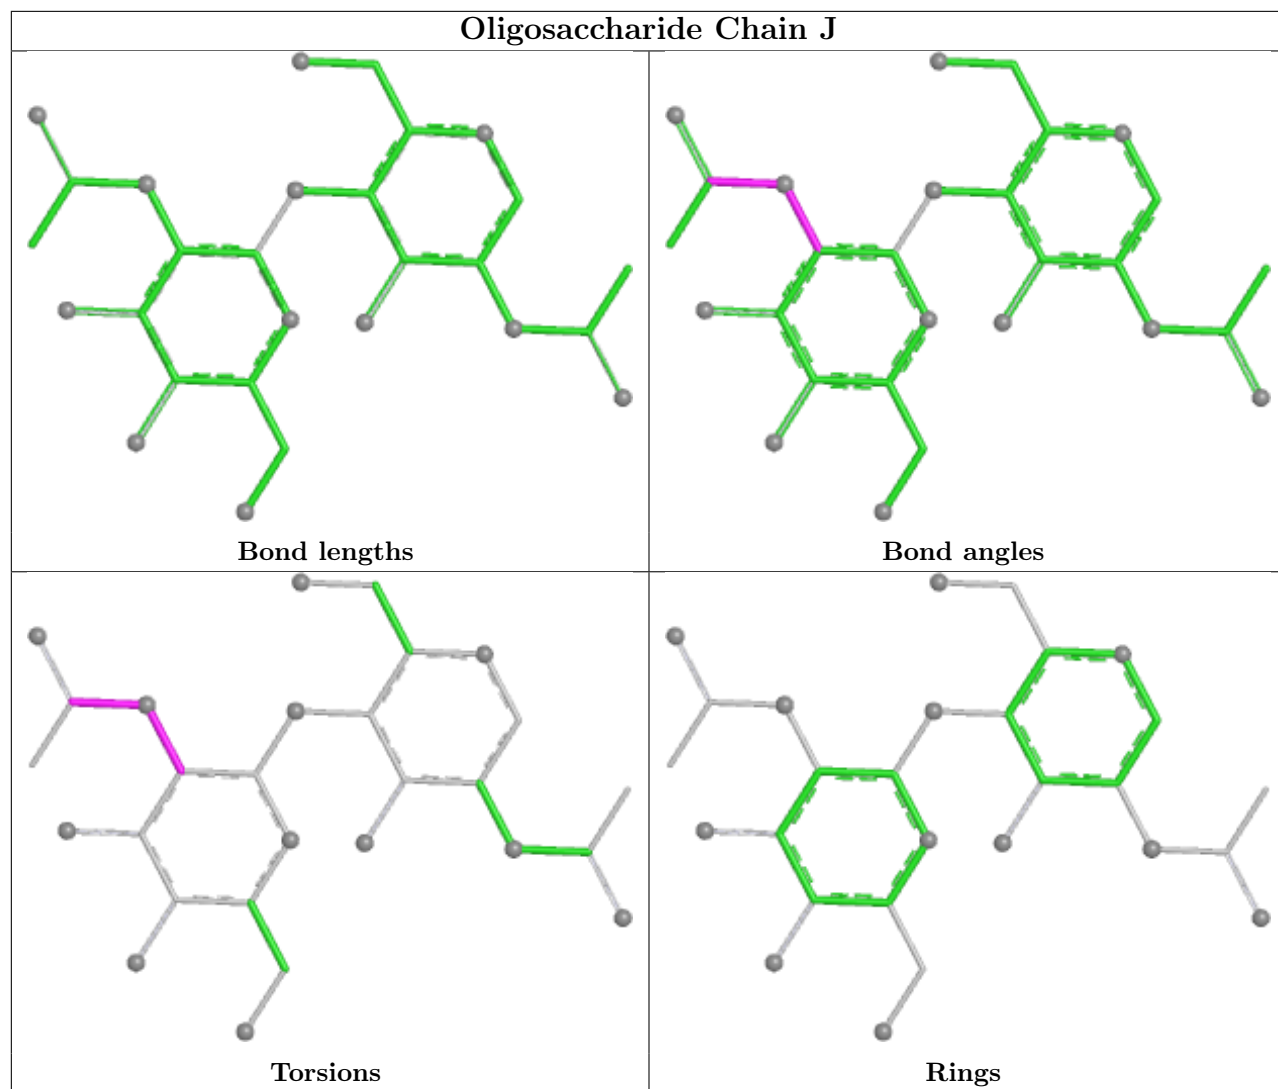 Oligosaccharide Chain J
Bond lengths
Bond angles
Torsions
Rings